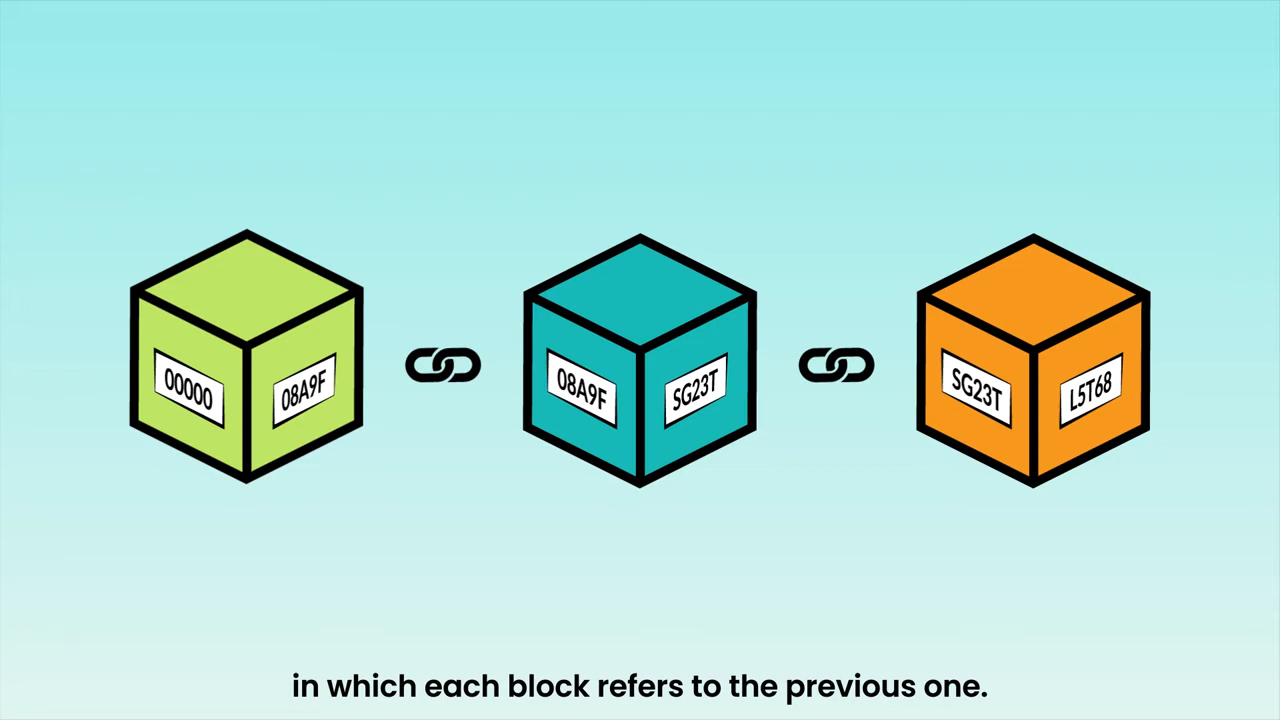 00000
08A9F
08A9F
SG23T
SG23T
L5T68
in which each block refers to the previous one.